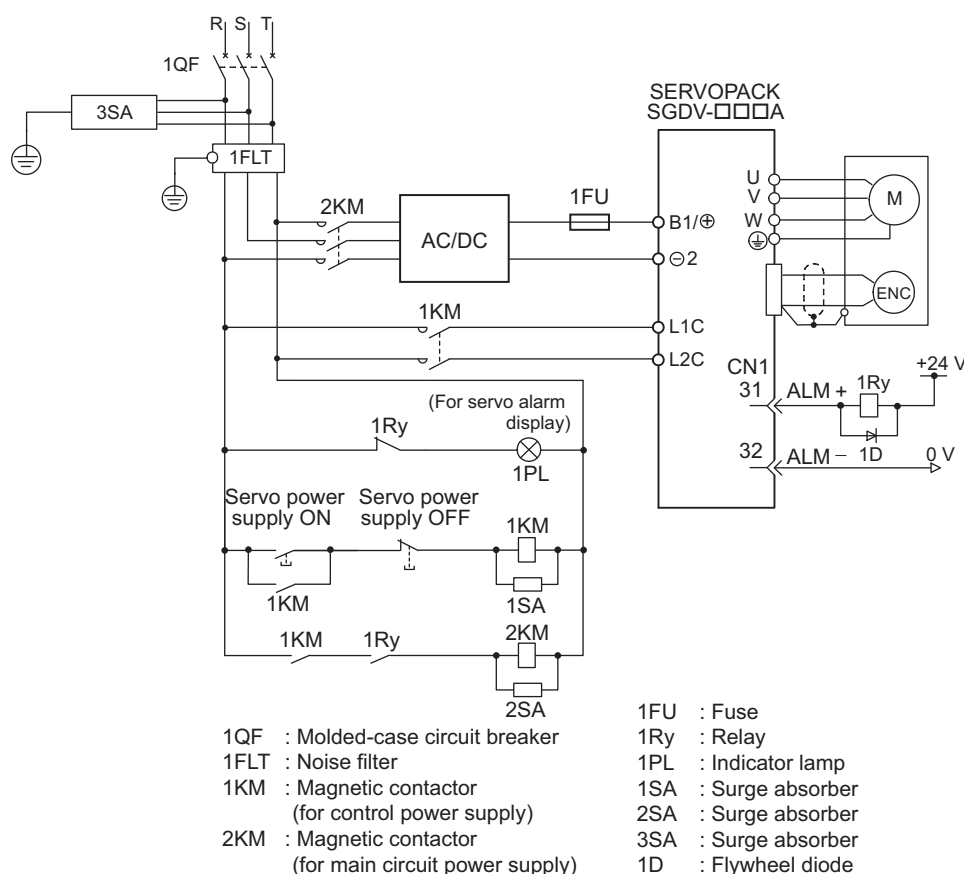 R S T
1QF
3SA
1FLT
SERVOPACK
SGDV-□□□A
2KM
AC/DC
1FU
B1/⊕
⊖2
U
V
W
M
ENC
1KM
L1C
L2C
CN1
31
ALM +
1Ry
+24 V
1D
32
ALM −
0 V
(For servo alarm
display)
1Ry
1PL
Servo power
supply ON
Servo power
supply OFF
1KM
1KM
1SA
1KM
1Ry
2KM
2SA
1QF : Molded-case circuit breaker
1FLT : Noise filter
1KM : Magnetic contactor
(for control power supply)
2KM : Magnetic contactor
(for main circuit power supply)
1FU : Fuse
1Ry : Relay
1PL : Indicator lamp
1SA : Surge absorber
2SA : Surge absorber
3SA : Surge absorber
1D : Flywheel diode